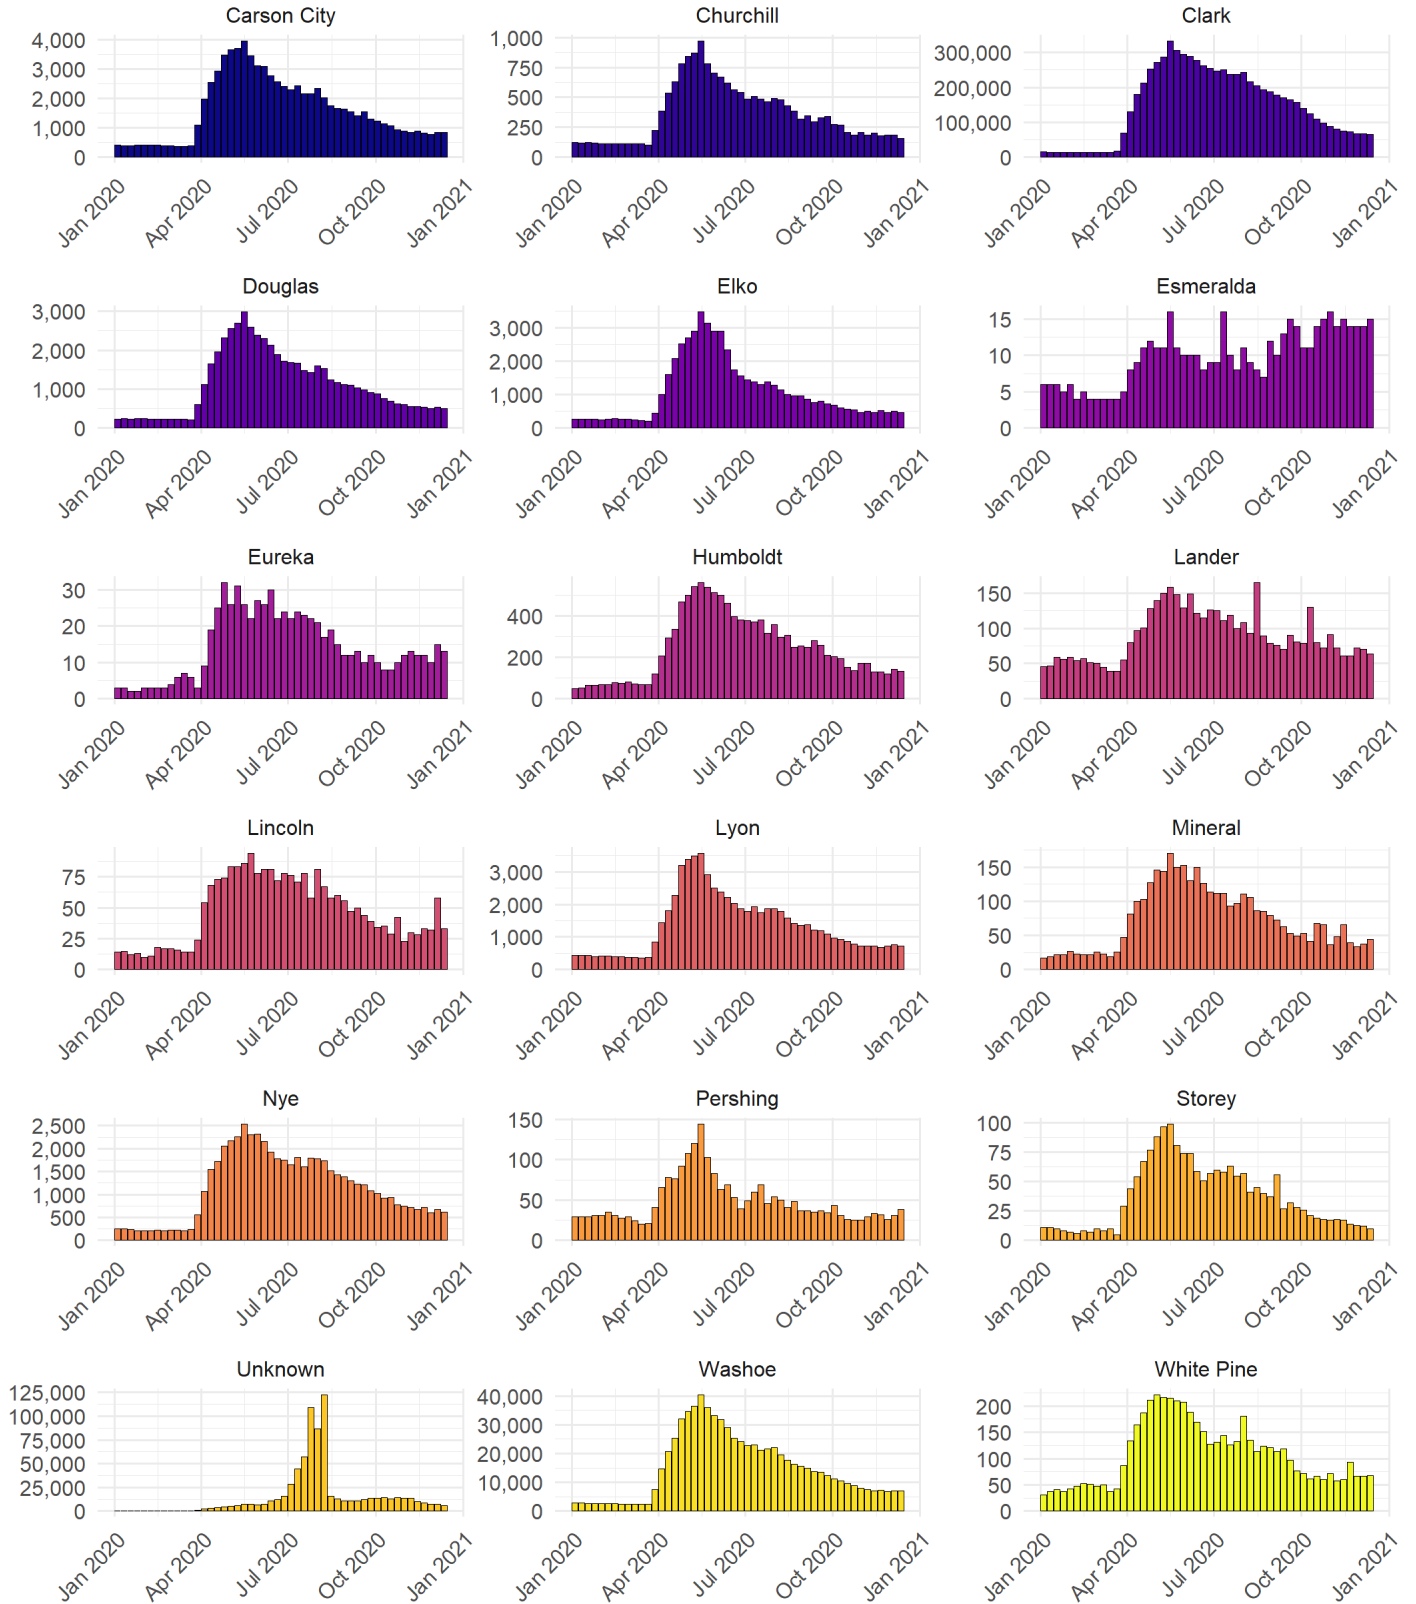 Carson City
Churchill
Clark
4,000
3,000
2,000
1,000
0
1,000
750
500
250
0
300,000
200,000
100,000
0
Jan 2020 Apr 2020 Jul 2020 Oct 2020 Jan 2021
Jan 2020 Apr 2020 Jul 2020 Oct 2020 Jan 2021
Jan 2020 Apr 2020 Jul 2020 Oct 2020 Jan 2021
Douglas
Elko
Esmeralda
3,000
2,000
1,000
0
3,000
2,000
1,000
0
15
10
5
0
Jan 2020 Apr 2020 Jul 2020 Oct 2020 Jan 2021
Jan 2020 Apr 2020 Jul 2020 Oct 2020 Jan 2021
Jan 2020 Apr 2020 Jul 2020 Oct 2020 Jan 2021
Eureka
Humboldt
Lander
30
20
10
0
400
200
0
150
100
50
0
Jan 2020 Apr 2020 Jul 2020 Oct 2020 Jan 2021
Jan 2020 Apr 2020 Jul 2020 Oct 2020 Jan 2021
Jan 2020 Apr 2020 Jul 2020 Oct 2020 Jan 2021
Lincoln
Lyon
Mineral
75
50
25
0
3,000
2,000
1,000
0
150
100
50
0
Jan 2020 Apr 2020 Jul 2020 Oct 2020 Jan 2021
Jan 2020 Apr 2020 Jul 2020 Oct 2020 Jan 2021
Jan 2020 Apr 2020 Jul 2020 Oct 2020 Jan 2021
Nye
Pershing
Storey
2,500
2,000
1,500
1,000
500
0
150
100
50
0
100
75
50
25
0
Jan 2020 Apr 2020 Jul 2020 Oct 2020 Jan 2021
Jan 2020 Apr 2020 Jul 2020 Oct 2020 Jan 2021
Jan 2020 Apr 2020 Jul 2020 Oct 2020 Jan 2021
Unknown
Washoe
White Pine
125,000
100,000
75,000
50,000
25,000
0
40,000
30,000
20,000
10,000
0
200
150
100
50
0
Jan 2020 Apr 2020 Jul 2020 Oct 2020 Jan 2021
Jan 2020 Apr 2020 Jul 2020 Oct 2020 Jan 2021
Jan 2020 Apr 2020 Jul 2020 Oct 2020 Jan 2021